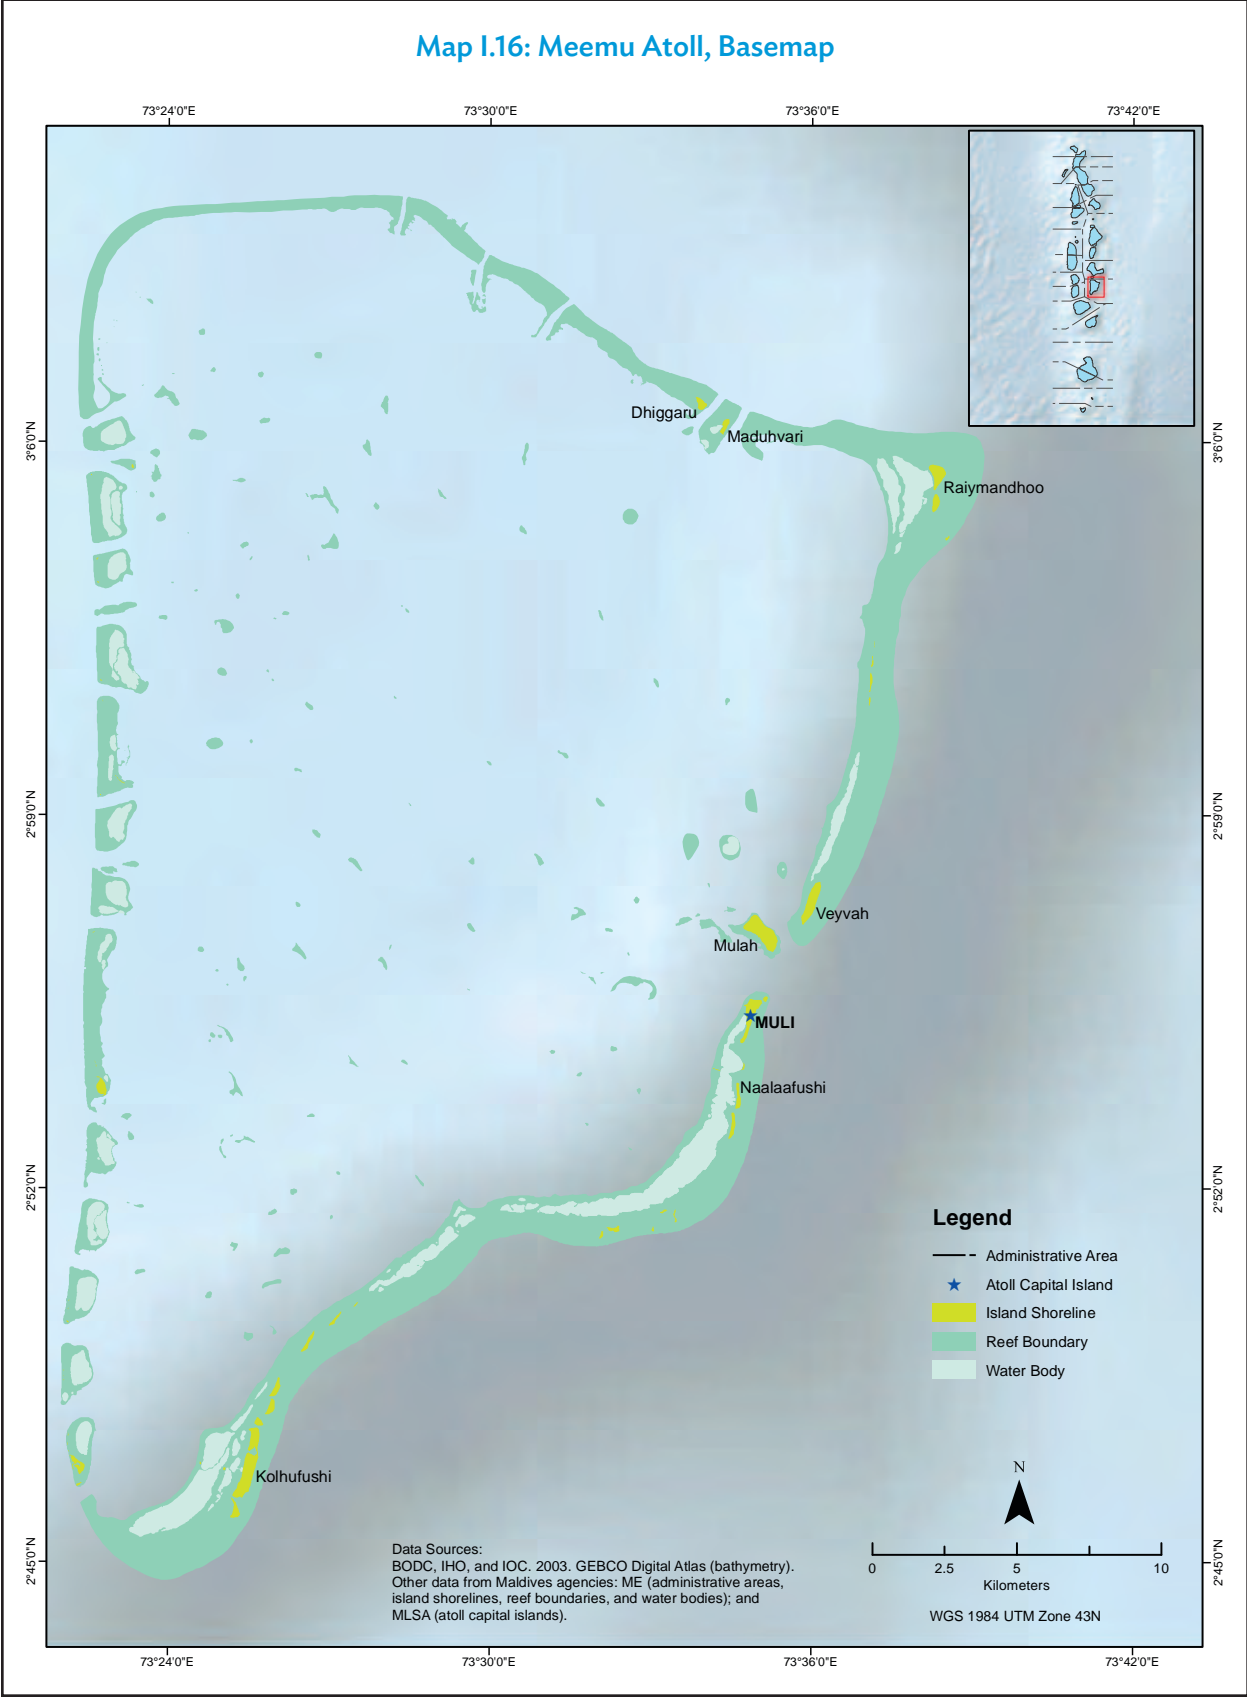 Map I.16: Meemu Atoll, Basemap
73°24'0"E
73°30'0"E
73°36'0"E
73°42'0"E
3°6'0"N
3°6'0"N
Dhiggaru
Maduhvari
Raiymandhoo
2°59'0"N
2°59'0"N
Veyvah
Mulah
MULI
Naalaafushi
2°52'0"N
2°52'0"N
Legend
Administrative Area
Atoll Capital Island
Island Shoreline
Reef Boundary
Water Body
Kolhufushi
N
2°45'0"N
2°45'0"N
Data Sources:
BODC, IHO, and IOC. 2003. GEBCO Digital Atlas (bathymetry).
Other data from Maldives agencies: ME (administrative areas,
island shorelines, reef boundaries, and water bodies); and
MLSA (atoll capital islands).
0
2.5
5
10
Kilometers
WGS 1984 UTM Zone 43N
73°24'0"E
73°30'0"E
73°36'0"E
73°42'0"E